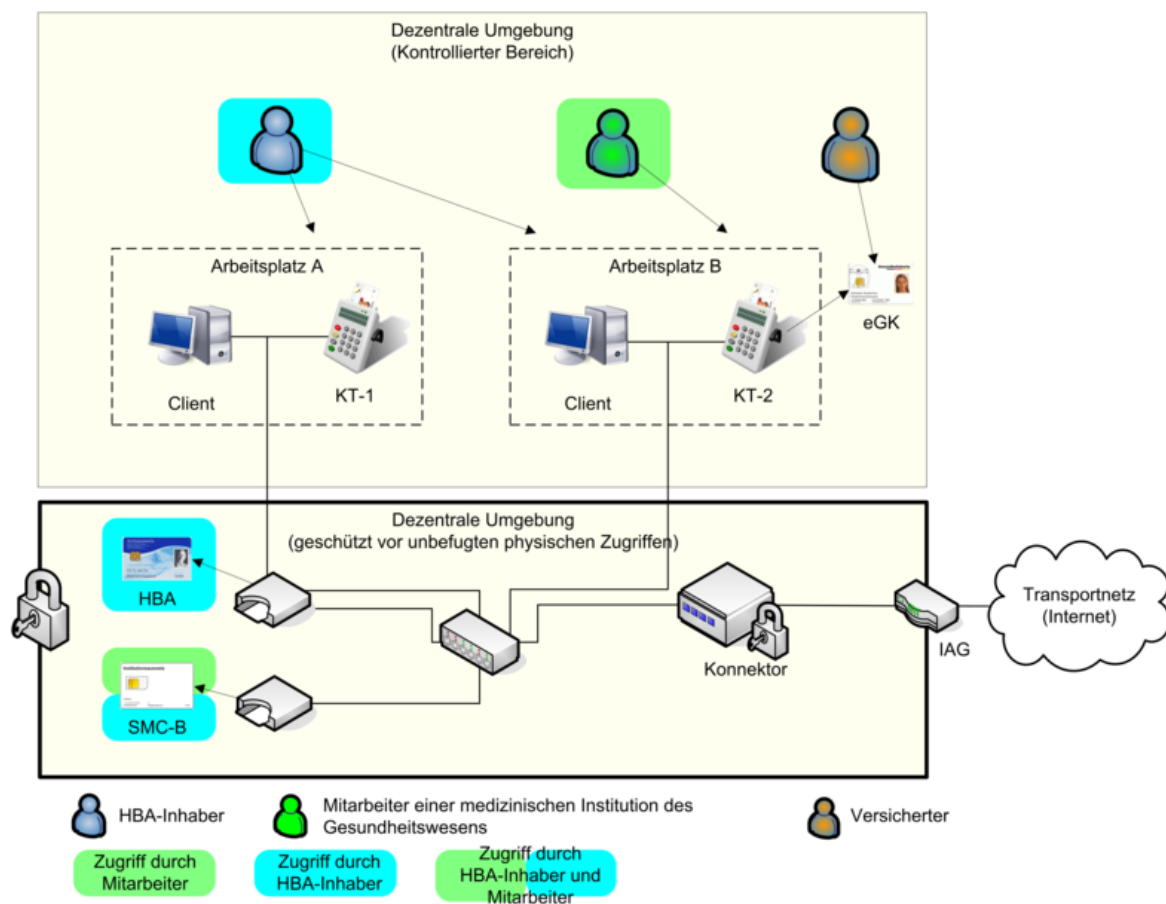 Dezentrale Umgebung
(Kontrollierter Bereich)
Arbeitsplatz A
Arbeitsplatz B
eGK
Client
KT-1
Client
KT-2
Dezentrale Umgebung
(geschützt vor unbefugten physischen Zugriffen)
HBA
Transportnetz
(Internet)
IAG
Konnektor
SMC-B
HBA-Inhaber
Mitarbeiter einer medizinischen Institution des
Gesundheitswesens
Versicherter
Zugriff durch
Mitarbeiter
Zugriff durch
HBA-Inhaber
Zugriff durch
HBA-Inhaber und
Mitarbeiter